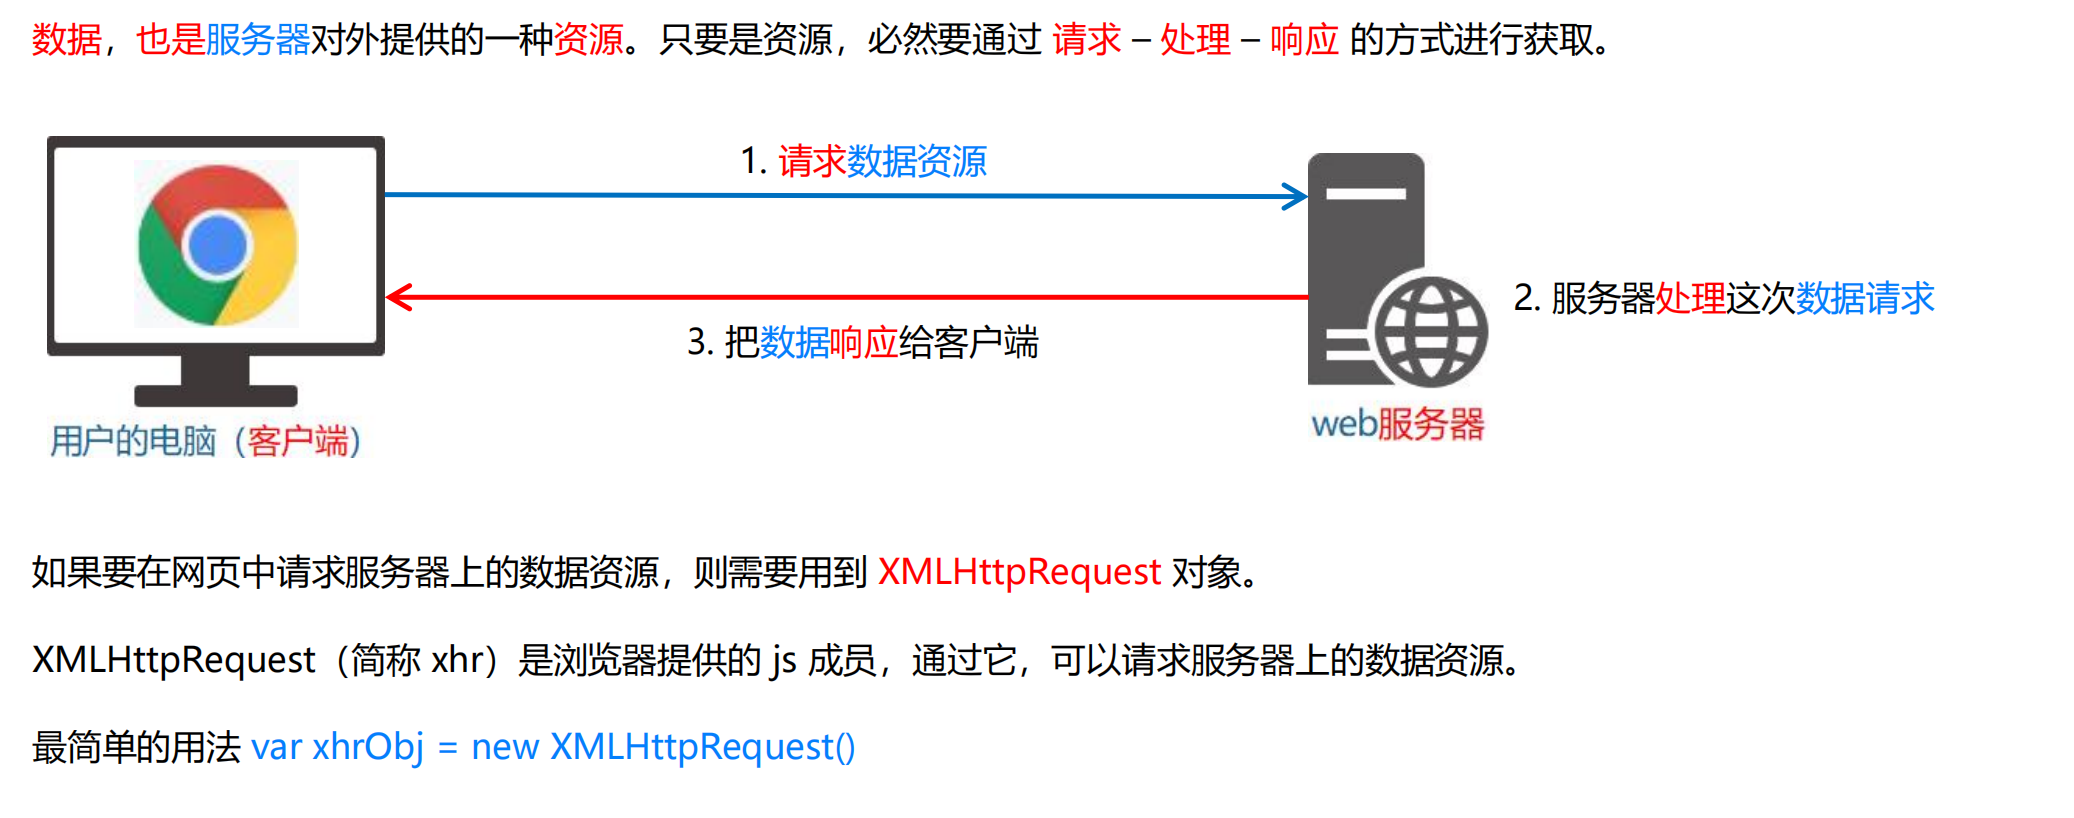 数据，也是服务器对外提供的一种资源。只要是资源，必然要通过 请求 – 处理 – 响应 的方式进行获取。
1. 请求数据资源
2. 服务器处理这次数据请求
3. 把数据响应给客户端
用户的电脑（客户端）
web服务器
如果要在网页中请求服务器上的数据资源，则需要用到 XMLHttpRequest 对象。
XMLHttpRequest（简称 xhr）是浏览器提供的 js 成员，通过它，可以请求服务器上的数据资源。
最简单的用法 var xhrObj = new XMLHttpRequest()